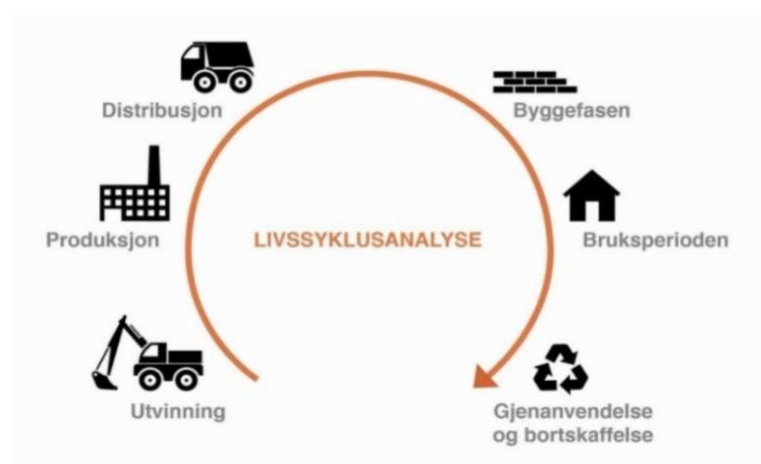 Distribusjon
Byggefasen
Produksjon
LIVSSYKLUSANALYSE
Bruksperioden
Utvinning
Gjenanvendelse
og bortskaffelse